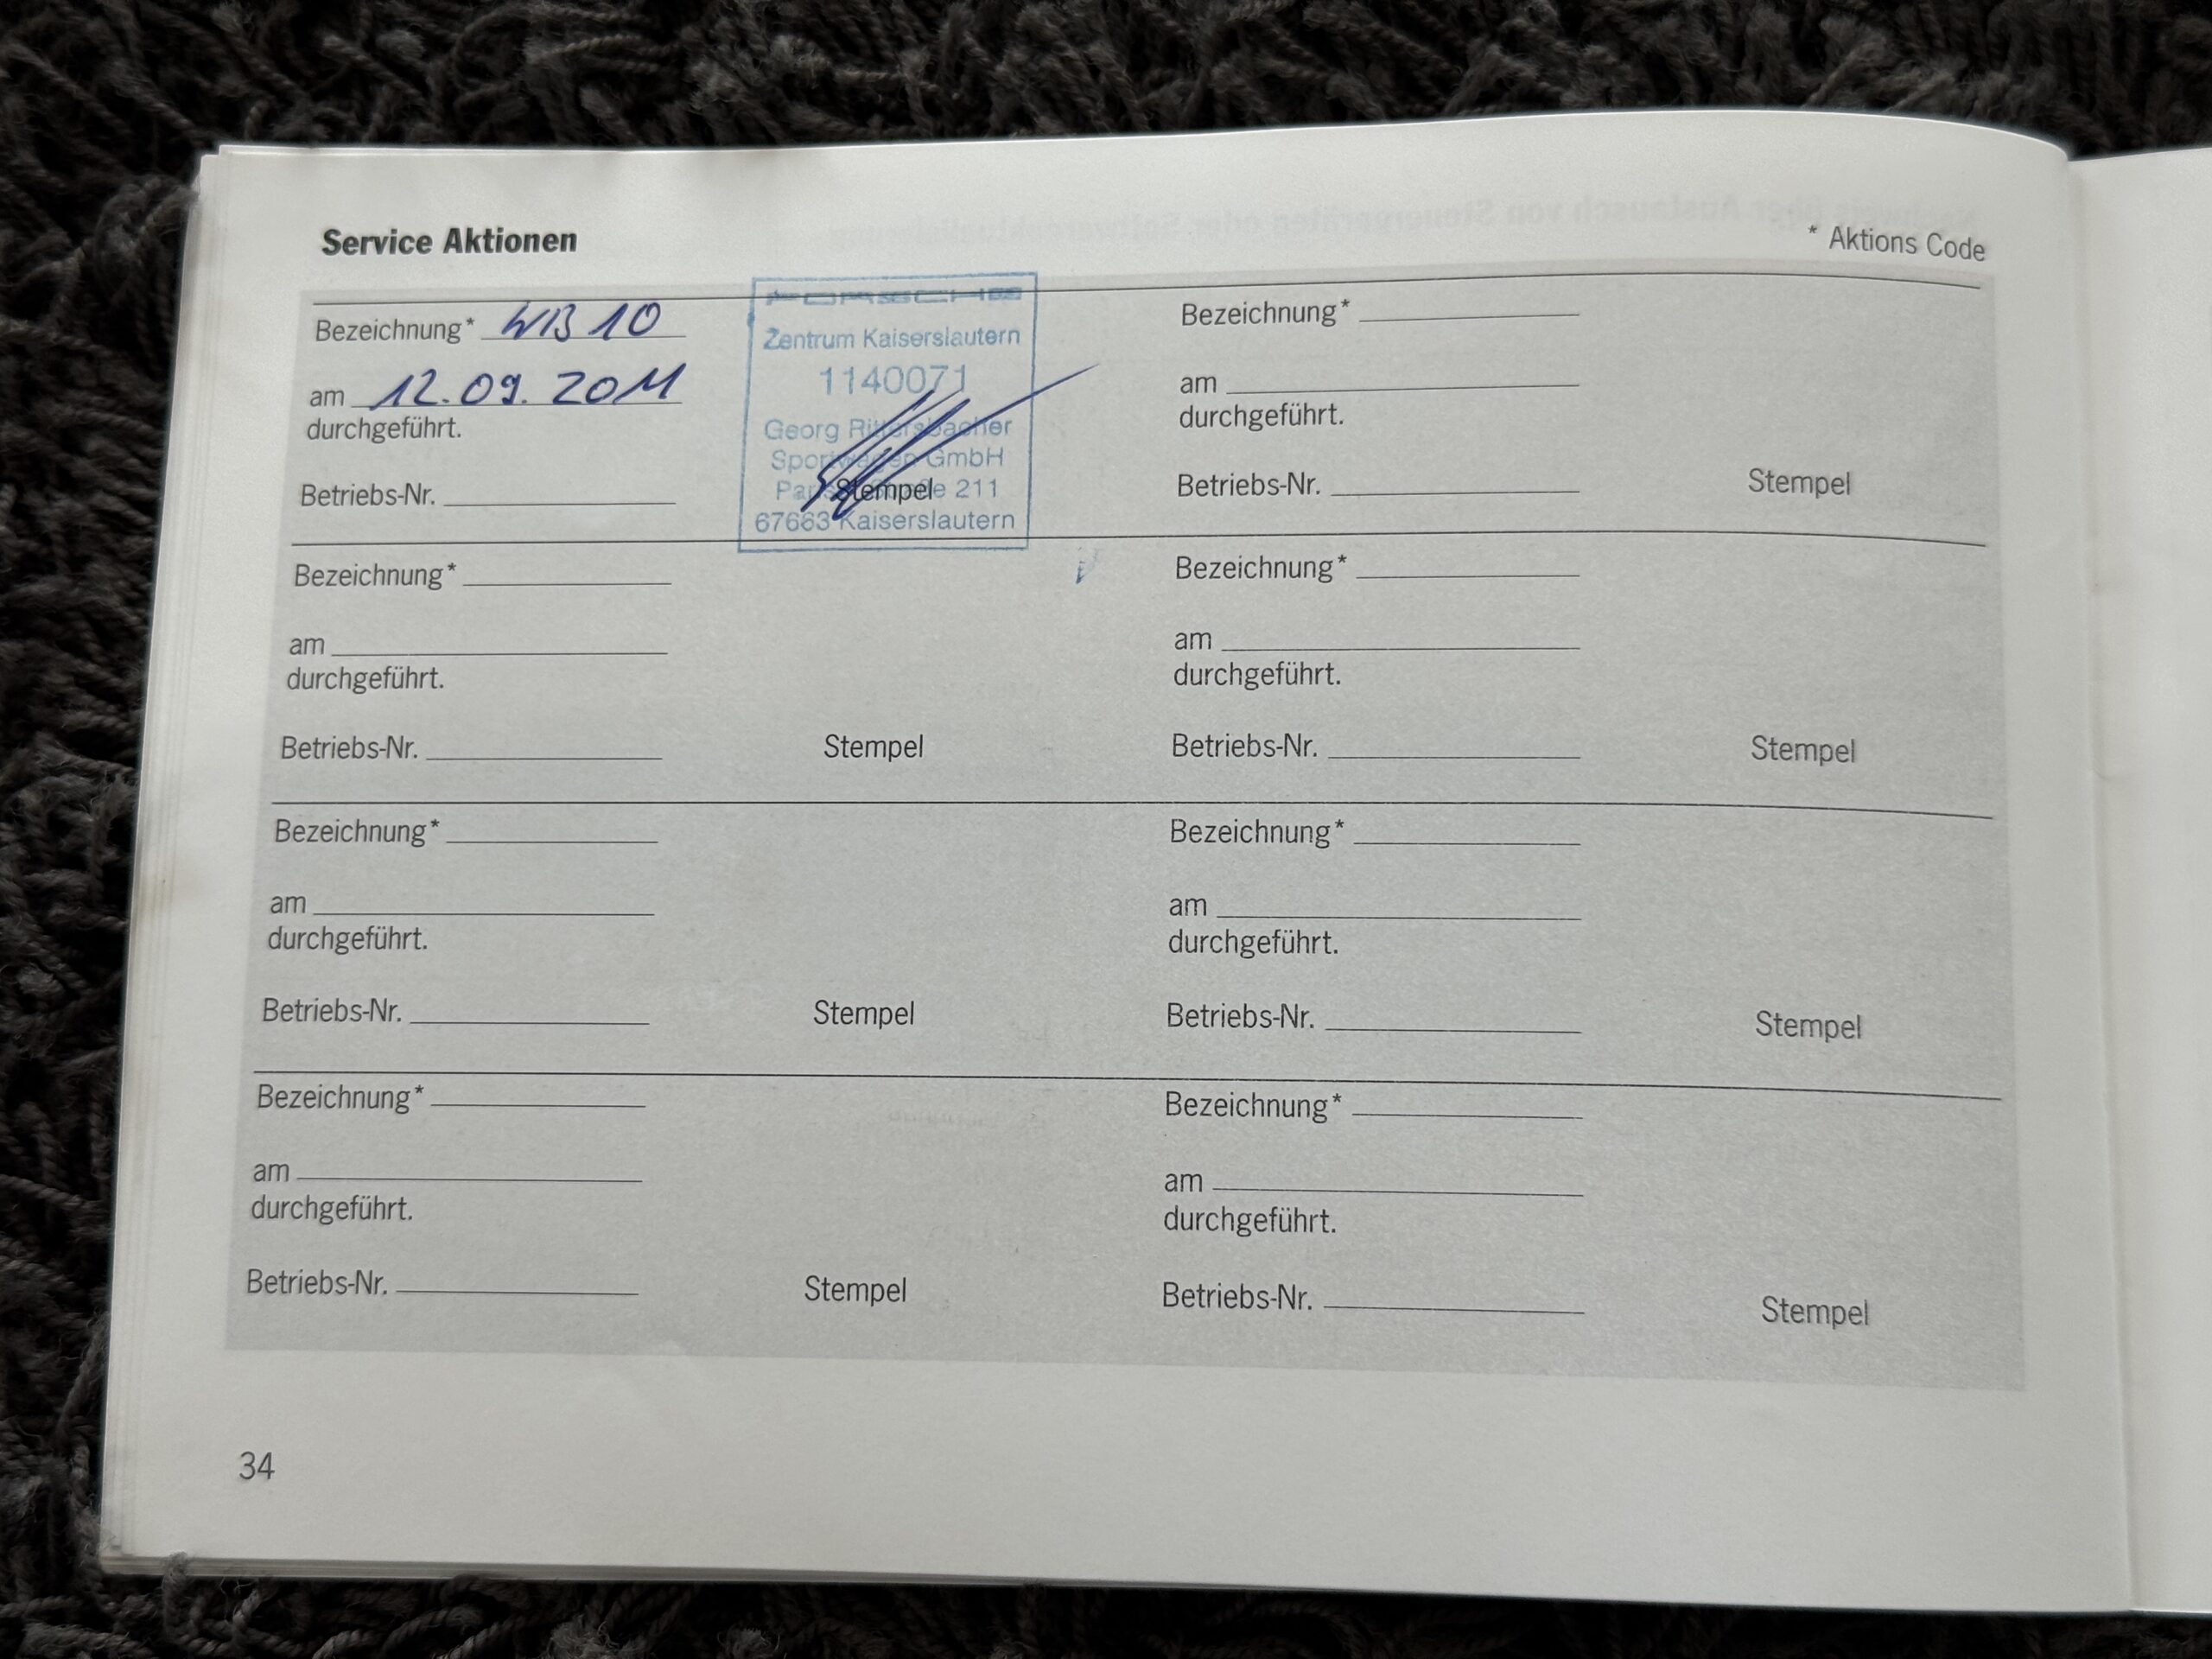 Service Aktionen
* Aktions Code
Bezeichnung* WB 10
am 12.09.2011
durchgeführt.
Betriebs-Nr.
PORSCHE
Zentrum Kaiserslautern
1140071
Georg Rittersbacher
Sportwagen GmbH
211
67663 Kaiserslautern
Stempel
Bezeichnung*
am
durchgeführt.
Betriebs-Nr. Stempel
Bezeichnung*
am
durchgeführt.
Betriebs-Nr. Stempel
Bezeichnung*
am
durchgeführt.
Betriebs-Nr. Stempel
Bezeichnung*
am
durchgeführt.
Betriebs-Nr. Stempel
Bezeichnung*
am
durchgeführt.
Betriebs-Nr. Stempel
Bezeichnung*
am
durchgeführt.
Betriebs-Nr. Stempel
Bezeichnung*
am
durchgeführt.
Betriebs-Nr. Stempel
34